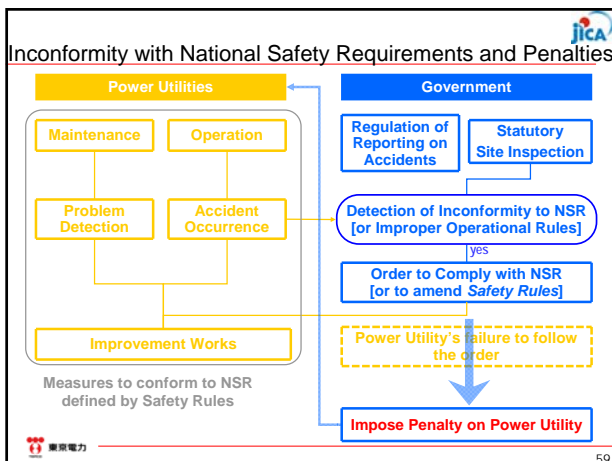 jICA
Inconformity with National Safety Requirements and Penalties
Power Utilities
Government
Maintenance
Operation
Regulation of
Reporting on
Accidents
Statutory
Site Inspection
Problem
Detection
Accident
Occurrence
Detection of Inconformity to NSR
[or Improper Operational Rules]
yes
Order to Comply with NSR
[or to amend Safety Rules]
Improvement Works
Power Utility's failure to follow
the order
Measures to conform to NSR
defined by Safety Rules
Impose Penalty on Power Utility
東京電力
59